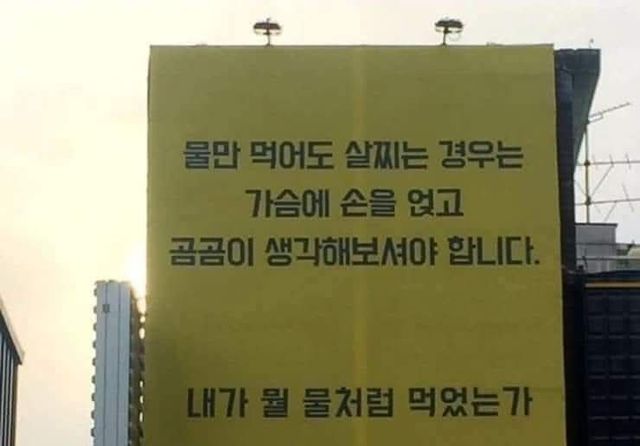 물만 먹어도 살찌는 경우는
가슴에 손을 얹고
곰곰이 생각해보셔야 합니다.
내가 뭘 물처럼 먹었는가